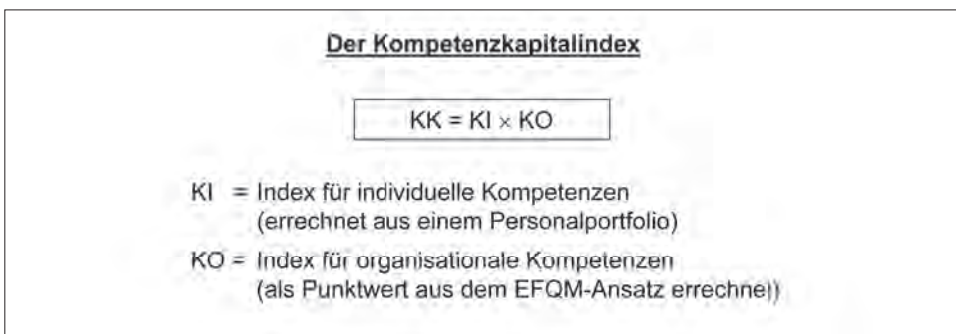 Der Kompetenzkapitalindex
KK = KI × KO
KI = Index für individuelle Kompetenzen
(errechnet aus einem Personalportfolio)
KO = Index für organisationale Kompetenzen
(als Punktwert aus dem EFQM-Ansatz errechnet)